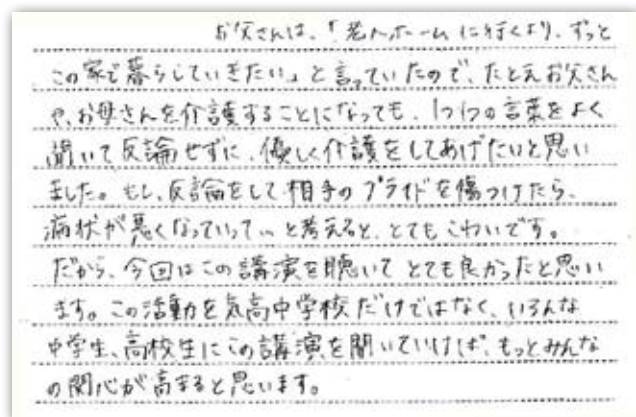 お父さんは、「老人ホームに行くより、ずっと
この家で暮らしていきたい」と言っていたので、たとえお父さん
や、お母さんを介護することになっても、1つ1つの言葉をよく
聞いて反論せずに、優しく介護をしてあげたいと思い
ました。もし、反論をして相手のプライドを傷つけたら、
病状が悪くなっていって…と考えると、とてもこわいです。
だから、今回はこの講演を聴いてとても良かったと思い
ます。この活動を気高中学校だけではなく、いろんな
中学生、高校生にこの講演を開いていけば、もっとみんな
の関心が高まると思います。